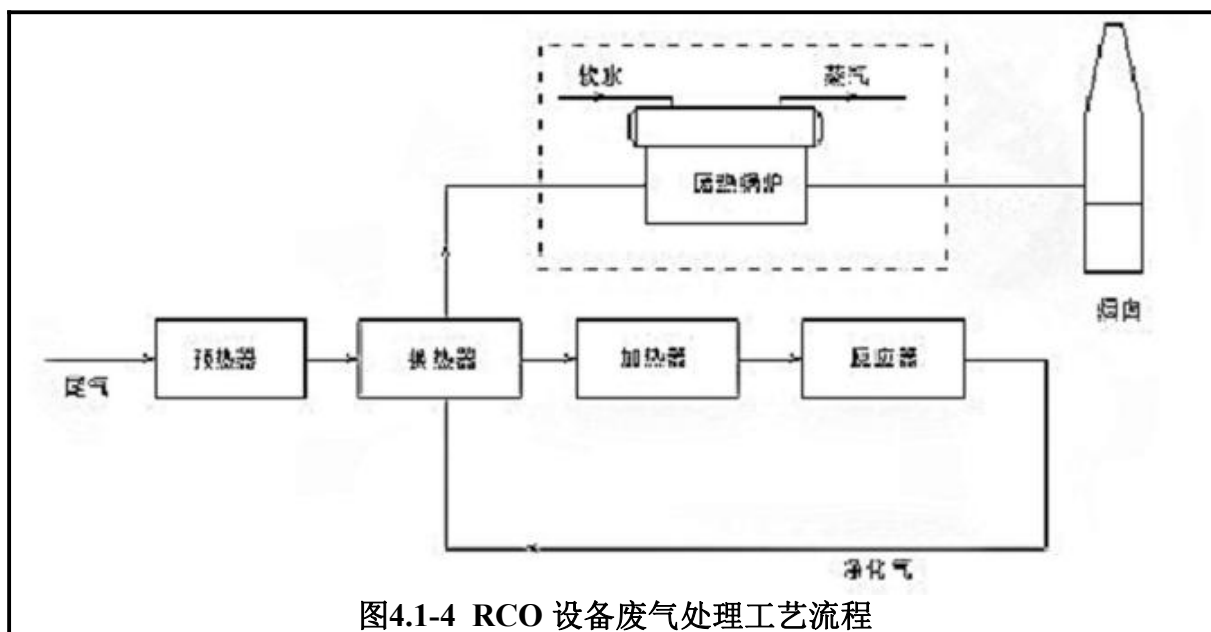 软水 蒸汽
废热锅炉
烟囱
预热器 换热器 加热器 反应器
尾气
净化气
图4.1-4 RCO 设备废气处理工艺流程